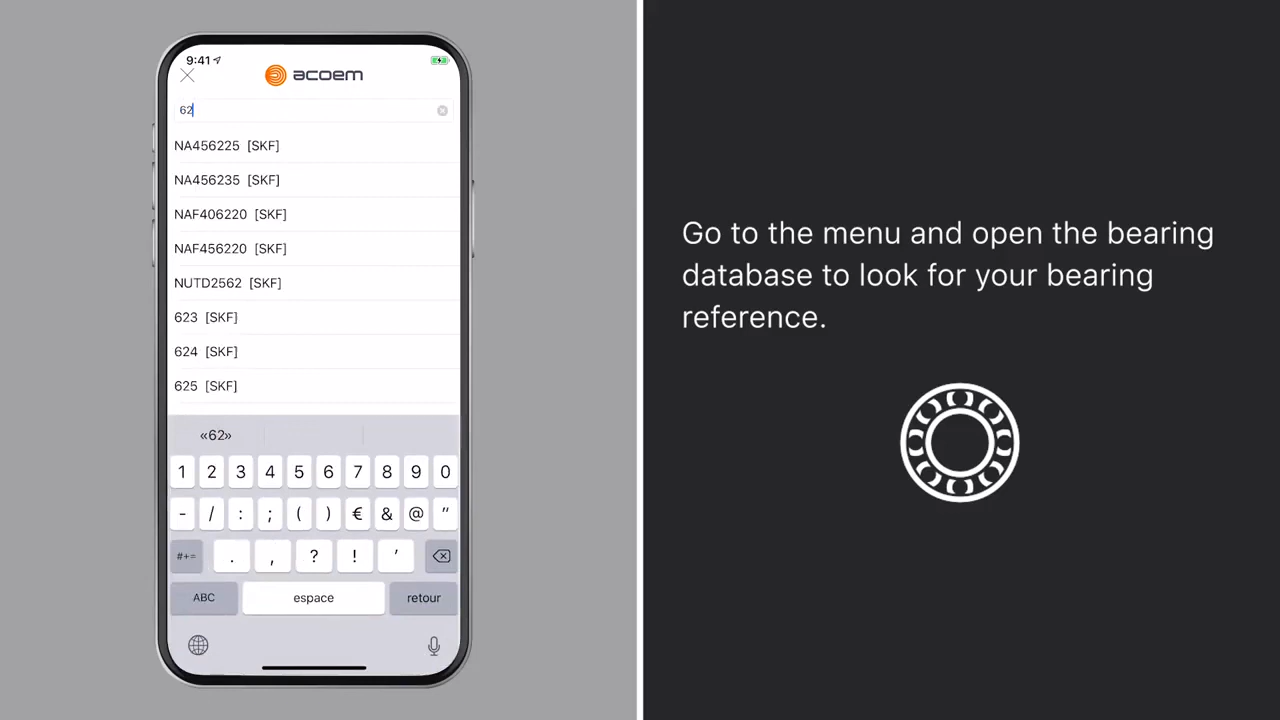 9:41
acoem
62
NA456225 [SKF]
NA456235 [SKF]
NAF406220 [SKF]
NAF456220 [SKF]
NUTD2562 [SKF]
623 [SKF]
624 [SKF]
625 [SKF]
«62»
1 2 3 4 5 6 7 8 9 0
- / : ; ( ) € & @ "
#+= . , ? ! '
ABC espace retour
Go to the menu and open the bearing
database to look for your bearing
reference.